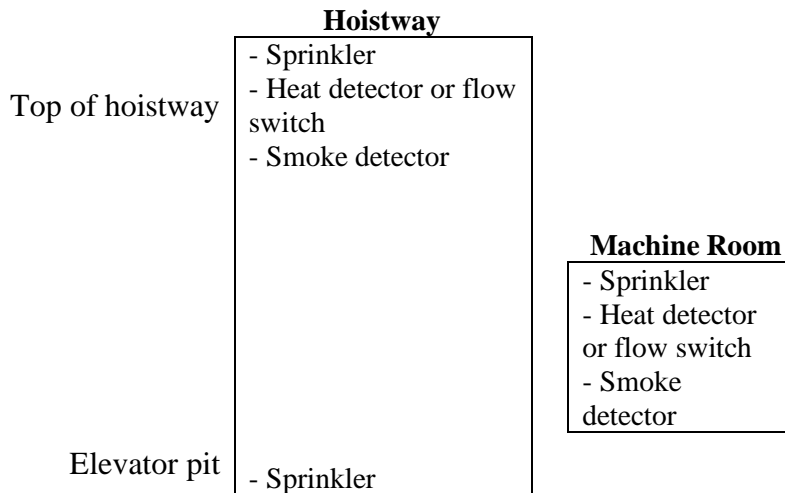 Hoistway
Top of hoistway
- Sprinkler
- Heat detector or flow
switch
- Smoke detector
Machine Room
- Sprinkler
- Heat detector
or flow switch
- Smoke
detector
Elevator pit
- Sprinkler